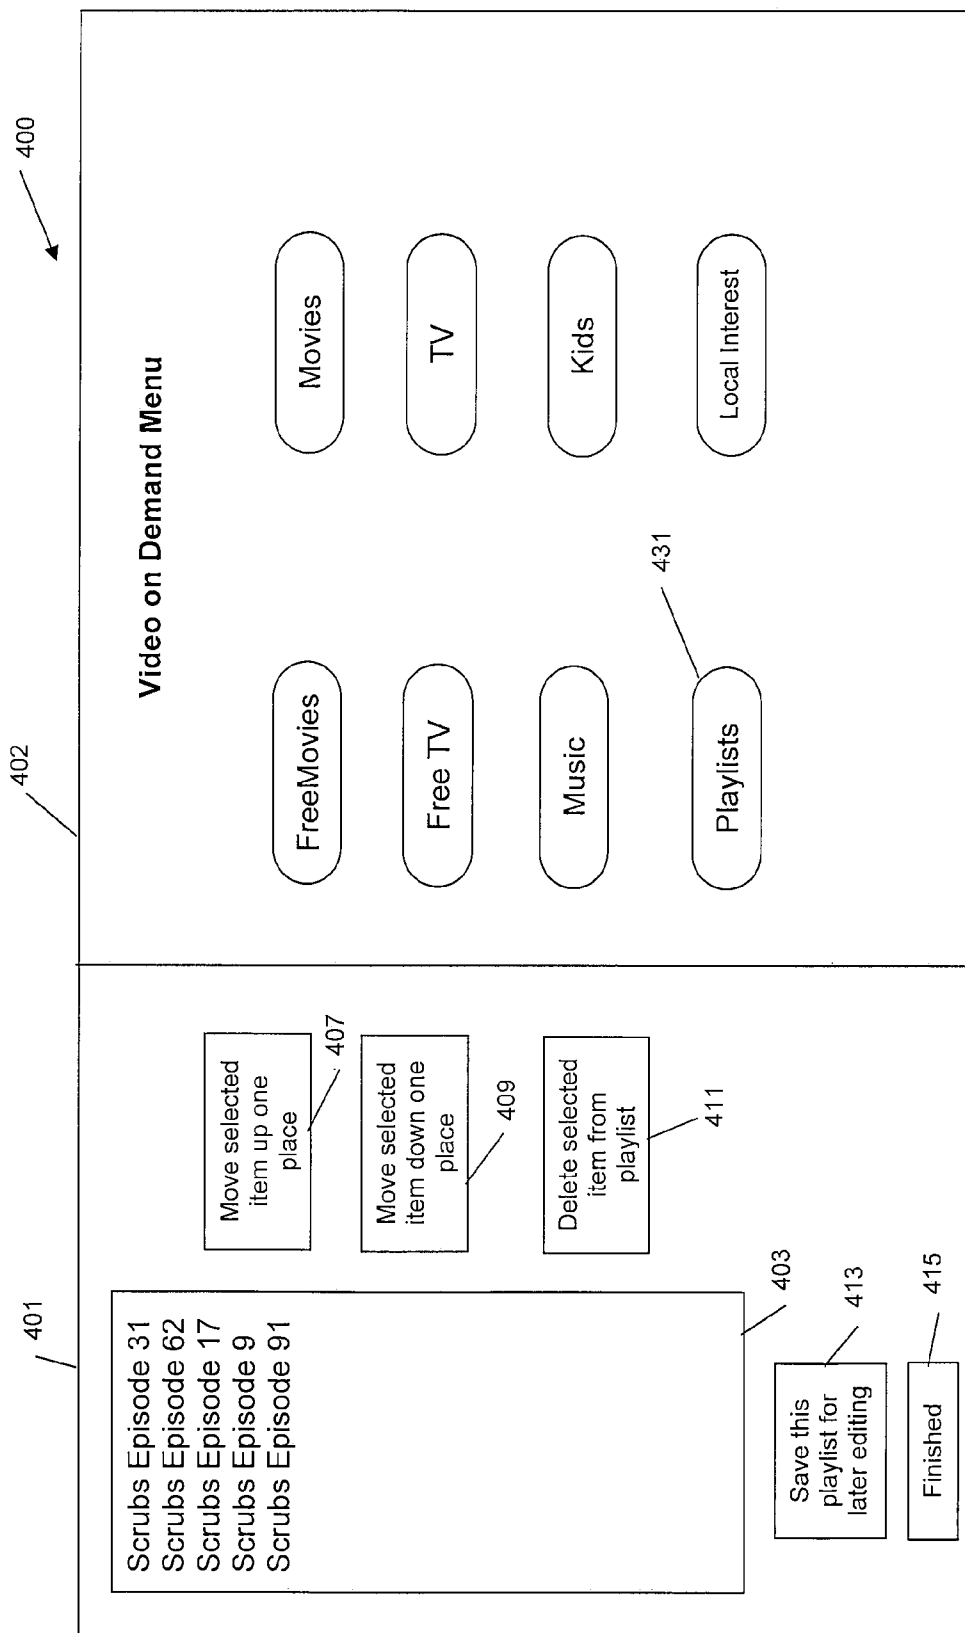 400
402
401
Video on Demand Menu
FreeMovies
Movies
Free TV
TV
Music
Kids
Playlists
431
Local Interest
Scrubs Episode 31
Scrubs Episode 62
Scrubs Episode 17
Scrubs Episode 9
Scrubs Episode 91
403
Move selected
item up one
place
407
Move selected
item down one
place
409
Delete selected
item from
playlist
411
Save this
playlist for
later editing
413
Finished
415